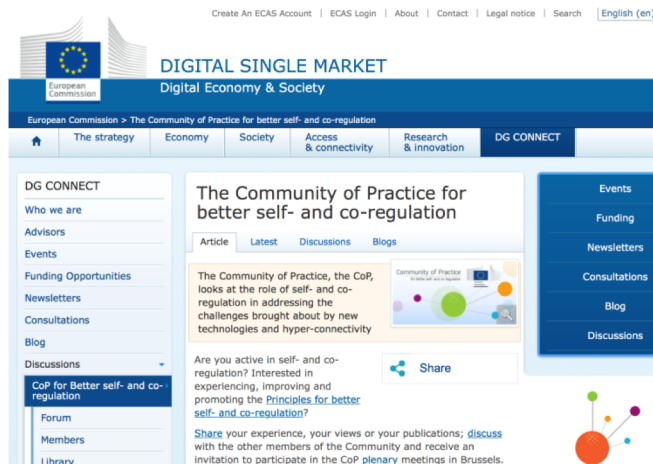 Create An ECAS Account | ECAS Login | About | Contact | Legal notice | Search English (en)
European
Commission
DIGITAL SINGLE MARKET
Digital Economy & Society
European Commission > The Community of Practice for better self- and co-regulation
The strategy Economy Society Access & connectivity Research & innovation DG CONNECT
DG CONNECT
Who we are
Advisors
Events
Funding Opportunities
Newsletters
Consultations
Blog
Discussions
CoP for Better self- and co-
regulation
Forum
Members
Library
The Community of Practice for
better self- and co-regulation
Article Latest Discussions Blogs
The Community of Practice, the CoP,
looks at the role of self- and co-
regulation in addressing the
challenges brought about by new
technologies and hyper-connectivity
Community of Practice
for better self- and co-regulation
Are you active in self- and co-
regulation? Interested in
experiencing, improving and
promoting the Principles for better
self- and co-regulation?
Share
Share your experience, your views or your publications; discuss
with the other members of the Community and receive an
invitation to participate in the CoP plenary meetings in Brussels.
Events
Funding
Newsletters
Consultations
Blog
Discussions